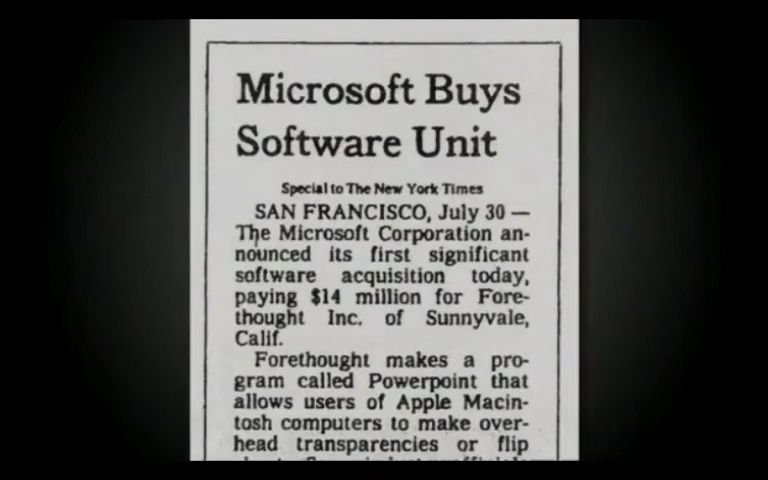 Microsoft Buys
Software Unit
Special to The New York Times
SAN FRANCISCO, July 30 —
The Microsoft Corporation an-
nounced its first significant
software acquisition today,
paying $14 million for Fore-
thought Inc. of Sunnyvale,
Calif.
Forethought makes a pro-
gram called Powerpoint that
allows users of Apple Macin-
tosh computers to make over-
head transparencies or flip